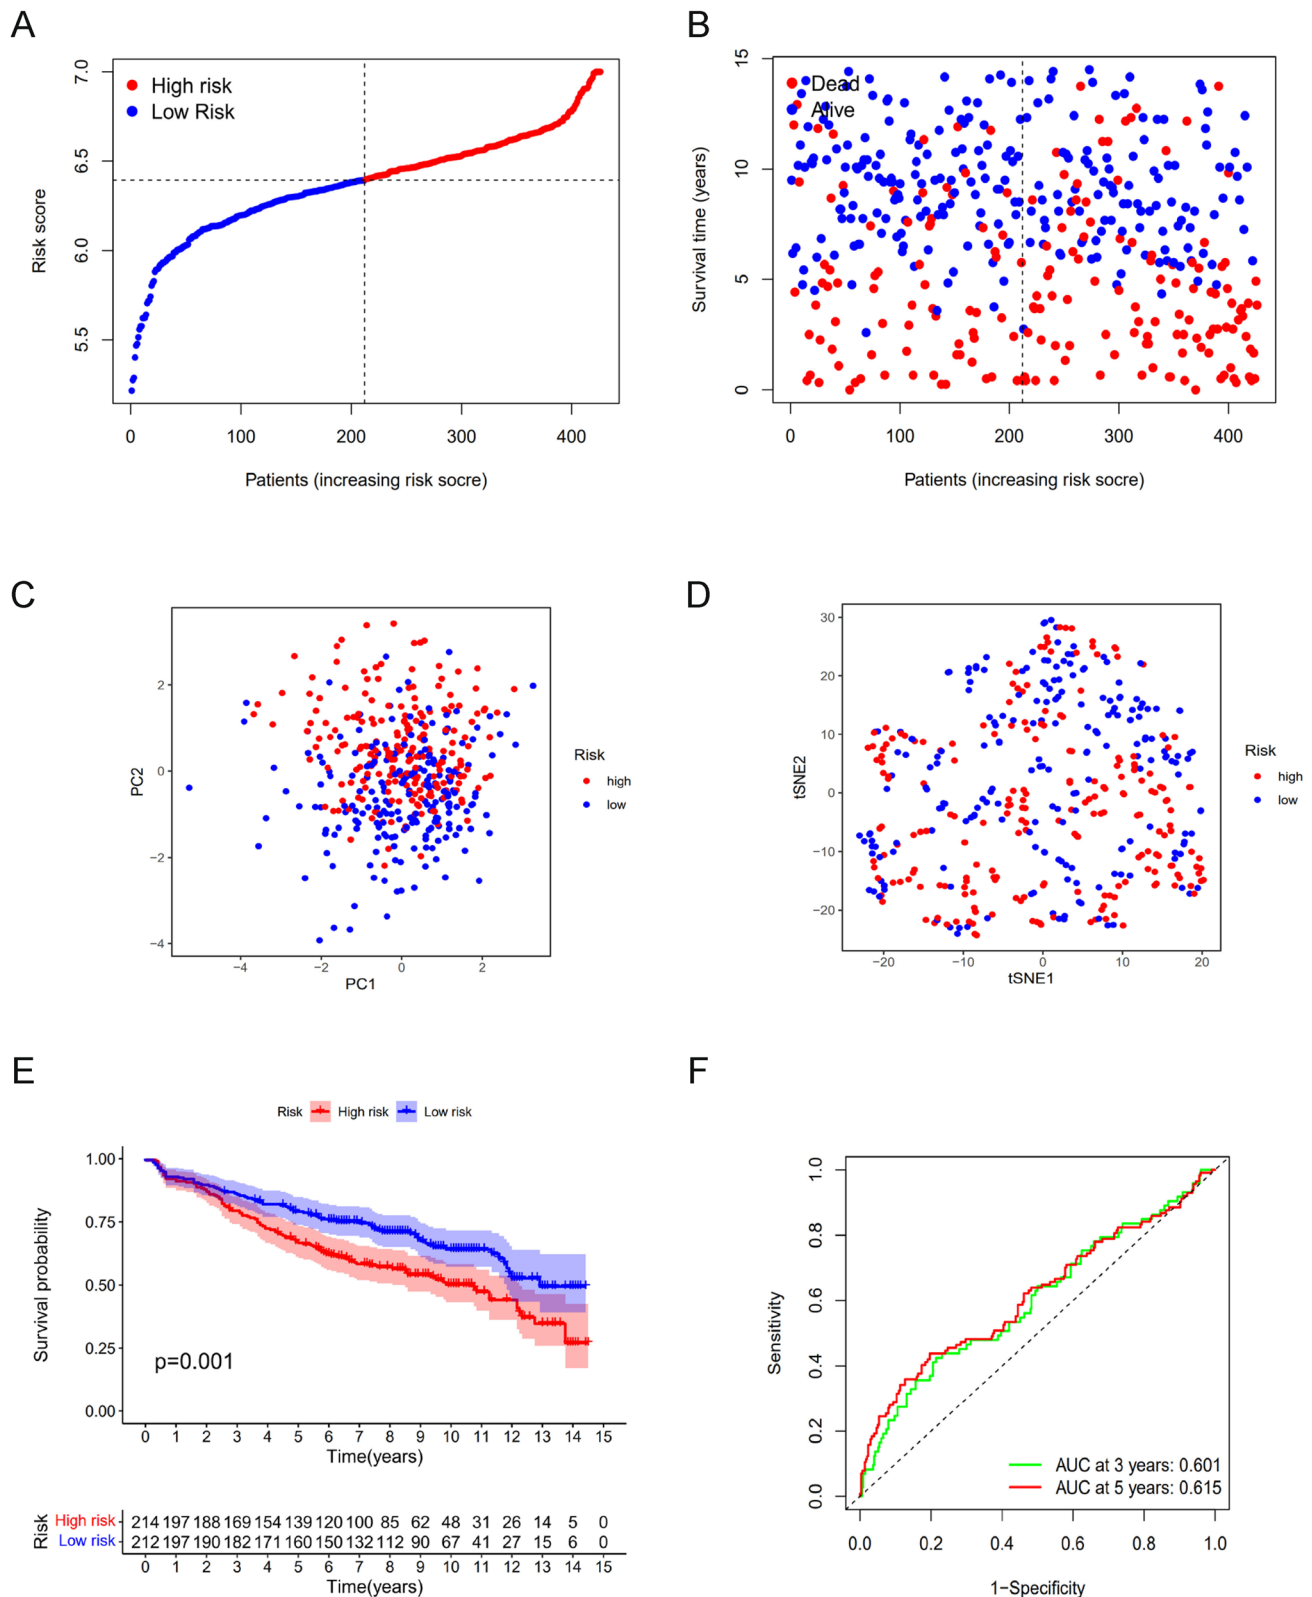 A
High risk
Low Risk
Risk score
7.0
6.5
6.0
5.5
0 100 200 300 400
Patients (increasing risk socre)
B
Dead
Alive
Survival time (years)
15
10
5
0
0 100 200 300 400
Patients (increasing risk socre)
C
PC2
2
0
−2
−4
−4 −2 0 2
PC1
Risk
high
low
D
tSNE2
30
20
10
0
−10
−20
−20 −10 0 10 20
tSNE1
Risk
high
low
E
Risk High risk Low risk
Survival probability
1.00
0.75
0.50
0.25
0.00
p=0.001
0 1 2 3 4 5 6 7 8 9 10 11 12 13 14 15
Time(years)
Risk
High risk 214 197 188 169 154 139 120 100 85 62 48 31 26 14 5 0
Low risk 212 197 190 182 171 160 150 132 112 90 67 41 27 15 6 0
0 1 2 3 4 5 6 7 8 9 10 11 12 13 14 15
Time(years)
F
Sensitivity
1.0
0.8
0.6
0.4
0.2
0.0
AUC at 3 years: 0.601
AUC at 5 years: 0.615
0.0 0.2 0.4 0.6 0.8 1.0
1−Specificity